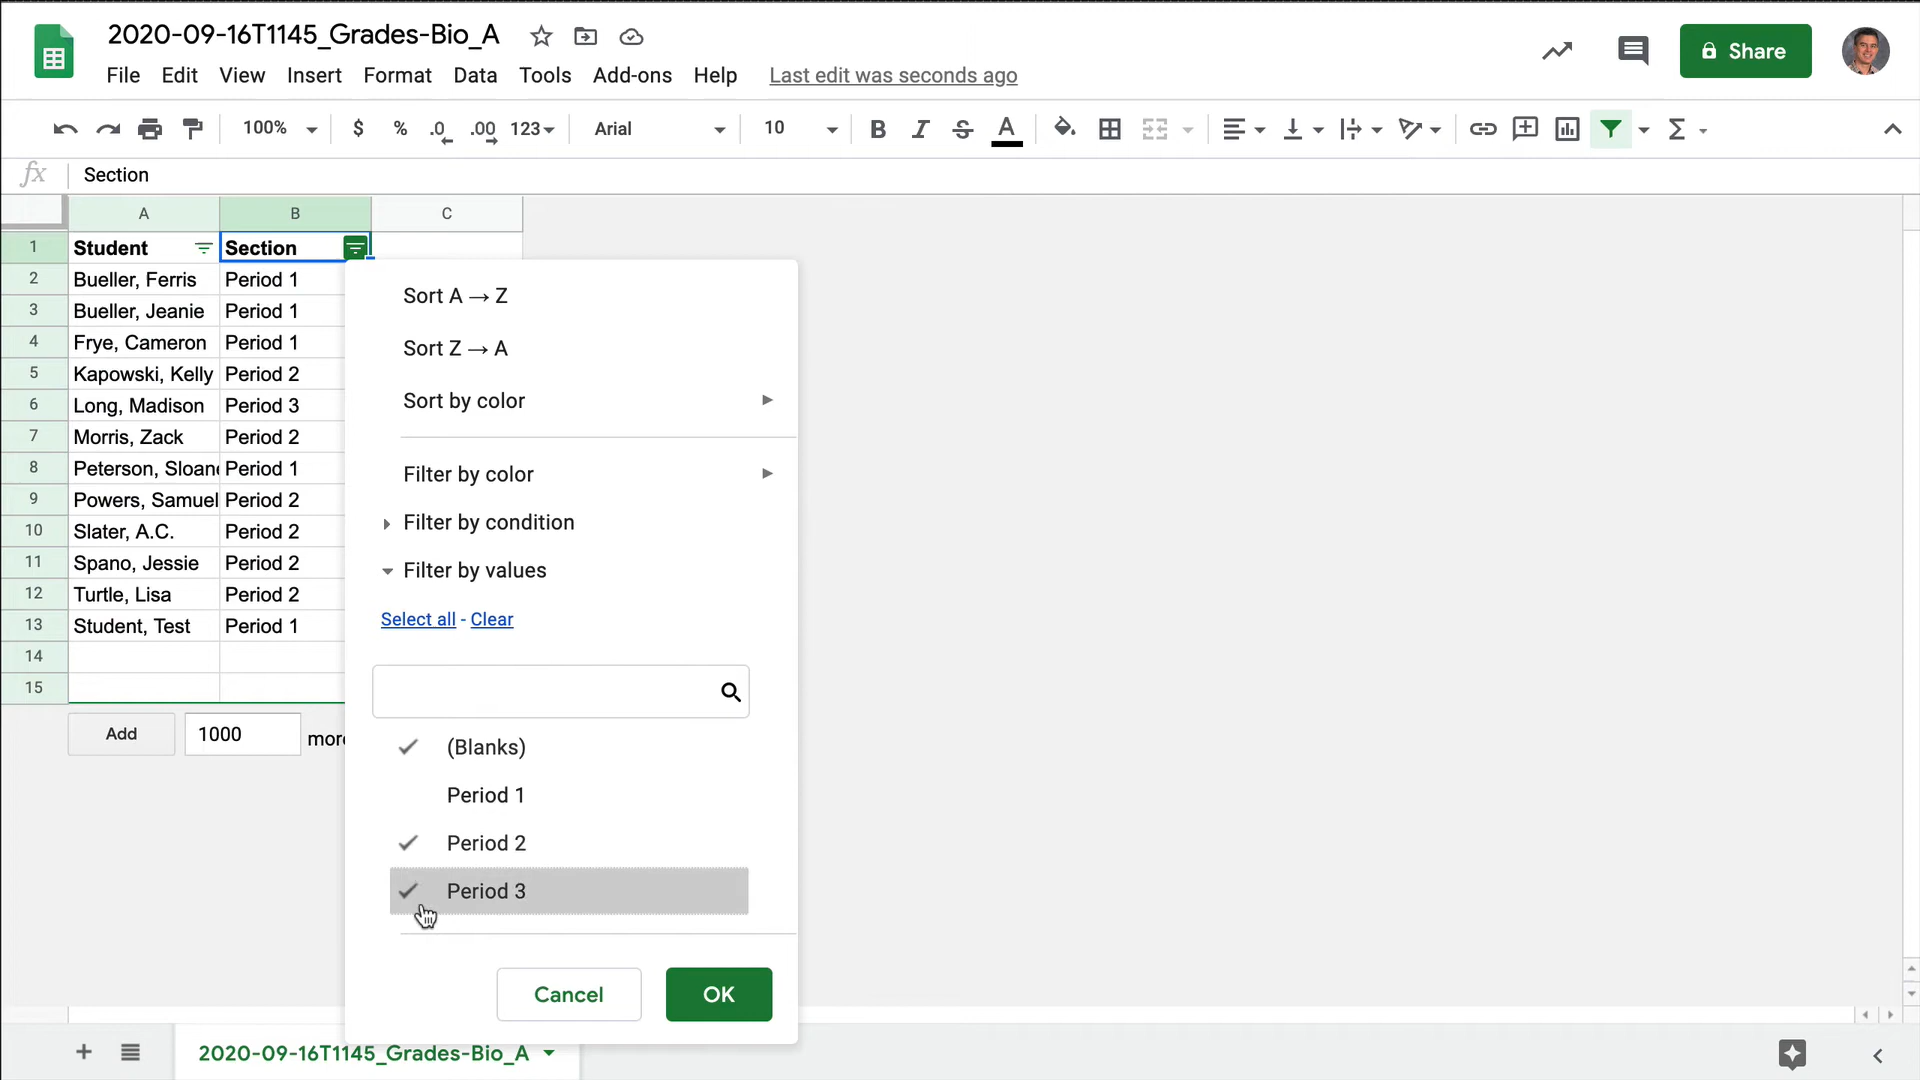 2020-09-16T1145_Grades-Bio_A
Share
File Edit View Insert Format Data Tools Add-ons Help Last edit was seconds ago
100% $ % .0 .00 123 Arial 10 B I S A Σ
fx Section
A B C
1 Student Section
2 Bueller, Ferris Period 1
3 Bueller, Jeanie Period 1
4 Frye, Cameron Period 1
5 Kapowski, Kelly Period 2
6 Long, Madison Period 3
7 Morris, Zack Period 2
8 Peterson, Sloan Period 1
9 Powers, Samuel Period 2
10 Slater, A.C. Period 2
11 Spano, Jessie Period 2
12 Turtle, Lisa Period 2
13 Student, Test Period 1
14
15
Add 1000 more
Sort A → Z
Sort Z → A
Sort by color
Filter by color
Filter by condition
Filter by values
Select all - Clear
(Blanks)
Period 1
Period 2
Period 3
Cancel OK
2020-09-16T1145_Grades-Bio_A